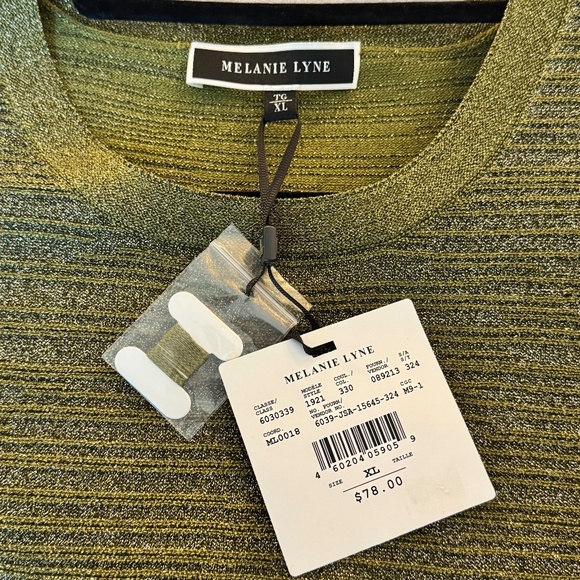 MELANIE LYNE
TG
XL
MELANIE LYNE
CLASSE/ MODÈLE COUL./ FOURN./ S/A
CLASS STYLE COL. VENDOR S/Y
6030339 1921 330 089213 324
COORD. NO. FOURN/ CGC
VENDOR NO.
ML0018 6039-JSA-15645-324 M9-1
4 60204 05905 9
SIZE XL TAILLE
$78.00